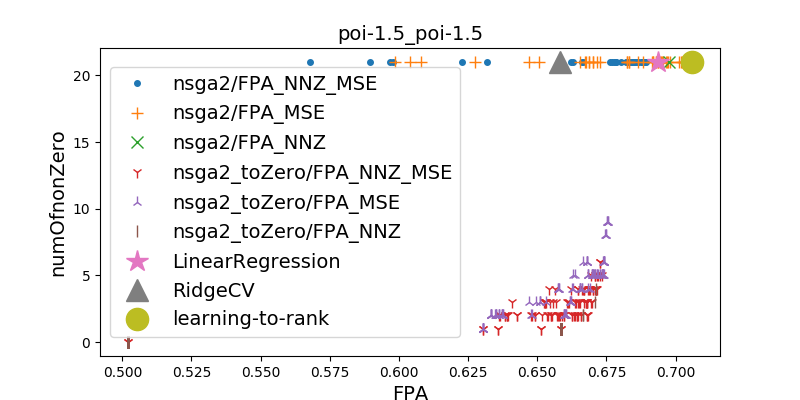 poi-1.5_poi-1.5
numOfnonZero
20
15
10
5
0
nsga2/FPA_NNZ_MSE
nsga2/FPA_MSE
nsga2/FPA_NNZ
nsga2_toZero/FPA_NNZ_MSE
nsga2_toZero/FPA_MSE
nsga2_toZero/FPA_NNZ
LinearRegression
RidgeCV
learning-to-rank
0.500 0.525 0.550 0.575 0.600 0.625 0.650 0.675 0.700
FPA